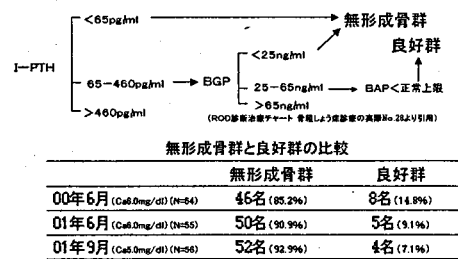 <65pg/ml
無形成骨群
良好群
<25ng/ml
I-PTH
65-460pg/ml
BGP
25-65ng/ml
BAP<正常上限
>460pg/ml
>65ng/ml
(ROD診断治療チャート 骨粗しょう症診療の実際No.28より引用)
無形成骨群と良好群の比較
無形成骨群 良好群
00年6月(Ca6.0mg/dl)(N=54) 46名(85.2%) 8名(14.8%)
01年6月(Ca6.0mg/dl)(N=55) 50名(90.9%) 5名(9.1%)
01年9月(Ca5.0mg/dl)(N=56) 52名(92.9%) 4名(7.1%)